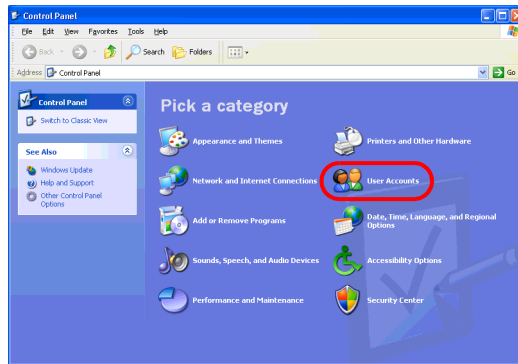 Control Panel
File Edit View Favorites Tools Help
Back Search Folders
Address Control Panel Go
Control Panel
Switch to Classic View
See Also
Windows Update
Help and Support
Other Control Panel
Options
Pick a category
Appearance and Themes
Printers and Other Hardware
Network and Internet Connections
User Accounts
Add or Remove Programs
Date, Time, Language, and Regional
Options
Sounds, Speech, and Audio Devices
Accessibility Options
Performance and Maintenance
Security Center